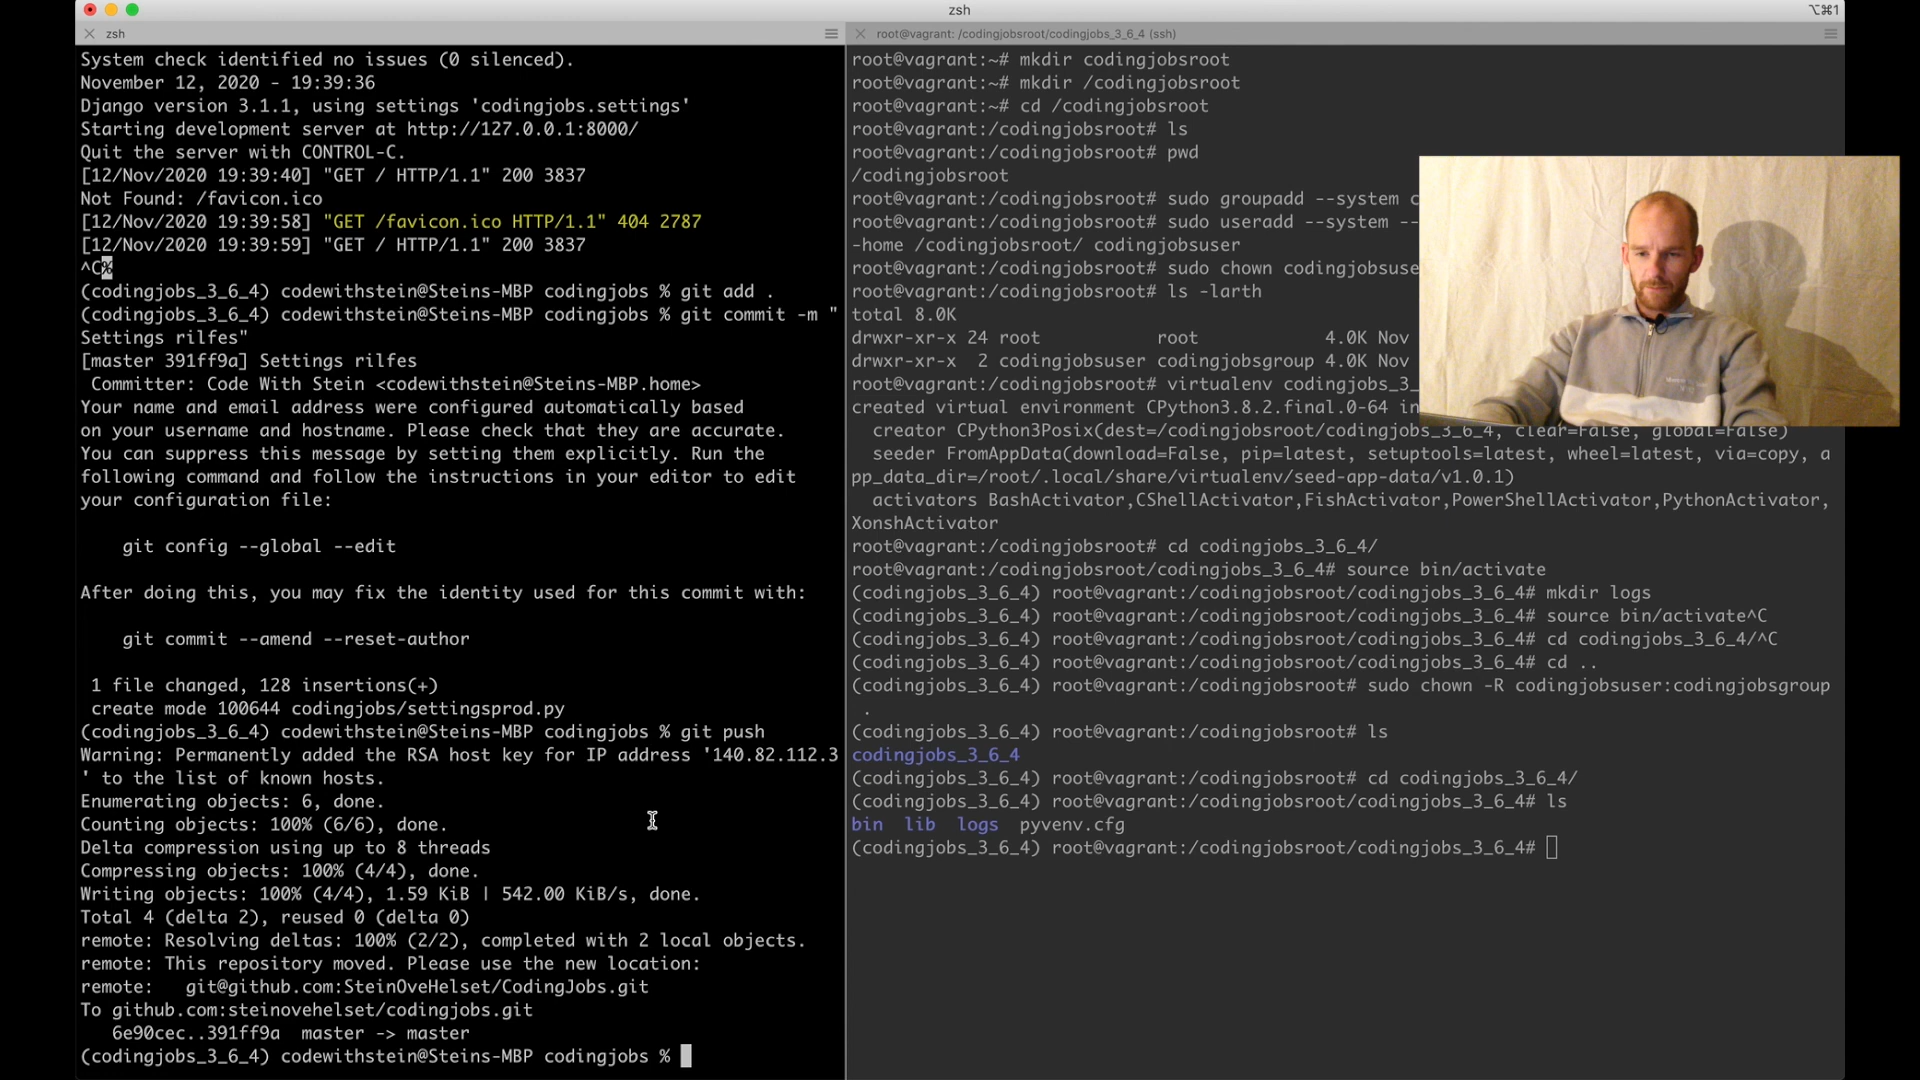 zsh
⌥⌘1
zsh
System check identified no issues (0 silenced).
November 12, 2020 - 19:39:36
Django version 3.1.1, using settings 'codingjobs.settings'
Starting development server at http://127.0.0.1:8000/
Quit the server with CONTROL-C.
[12/Nov/2020 19:39:40] "GET / HTTP/1.1" 200 3837
Not Found: /favicon.ico
[12/Nov/2020 19:39:58] "GET /favicon.ico HTTP/1.1" 404 2787
[12/Nov/2020 19:39:59] "GET / HTTP/1.1" 200 3837
^C%
(codingjobs_3_6_4) codewithstein@Steins-MBP codingjobs % git add .
(codingjobs_3_6_4) codewithstein@Steins-MBP codingjobs % git commit -m "
Settings rilfes"
[master 391ff9a] Settings rilfes
Committer: Code With Stein <codewithstein@Steins-MBP.home>
Your name and email address were configured automatically based
on your username and hostname. Please check that they are accurate.
You can suppress this message by setting them explicitly. Run the
following command and follow the instructions in your editor to edit
your configuration file:
git config --global --edit
After doing this, you may fix the identity used for this commit with:
git commit --amend --reset-author
1 file changed, 128 insertions(+)
create mode 100644 codingjobs/settingsprod.py
(codingjobs_3_6_4) codewithstein@Steins-MBP codingjobs % git push
Warning: Permanently added the RSA host key for IP address '140.82.112.3
' to the list of known hosts.
Enumerating objects: 6, done.
Counting objects: 100% (6/6), done.
Delta compression using up to 8 threads
Compressing objects: 100% (4/4), done.
Writing objects: 100% (4/4), 1.59 KiB | 542.00 KiB/s, done.
Total 4 (delta 2), reused 0 (delta 0)
remote: Resolving deltas: 100% (2/2), completed with 2 local objects.
remote: This repository moved. Please use the new location:
remote:   git@github.com:SteinOveHelset/CodingJobs.git
To github.com:steinovehelset/codingjobs.git
6e90cec..391ff9a  master -> master
(codingjobs_3_6_4) codewithstein@Steins-MBP codingjobs %
root@vagrant: /codingjobsroot/codingjobs_3_6_4 (ssh)
root@vagrant:~# mkdir codingjobsroot
root@vagrant:~# mkdir /codingjobsroot
root@vagrant:~# cd /codingjobsroot
root@vagrant:/codingjobsroot# ls
root@vagrant:/codingjobsroot# pwd
/codingjobsroot
root@vagrant:/codingjobsroot# sudo groupadd --system c
root@vagrant:/codingjobsroot# sudo useradd --system --
-home /codingjobsroot/ codingjobsuser
root@vagrant:/codingjobsroot# sudo chown codingjobsuse
root@vagrant:/codingjobsroot# ls -larth
total 8.0K
drwxr-xr-x 24 root           root            4.0K Nov
drwxr-xr-x  2 codingjobsuser codingjobsgroup 4.0K Nov
root@vagrant:/codingjobsroot# virtualenv codingjobs_3_
created virtual environment CPython3.8.2.final.0-64 in
creator CPython3Posix(dest=/codingjobsroot/codingjobs_3_6_4, clear=False, global=False)
seeder FromAppData(download=False, pip=latest, setuptools=latest, wheel=latest, via=copy, a
pp_data_dir=/root/.local/share/virtualenv/seed-app-data/v1.0.1)
activators BashActivator,CShellActivator,FishActivator,PowerShellActivator,PythonActivator,
XonshActivator
root@vagrant:/codingjobsroot# cd codingjobs_3_6_4/
root@vagrant:/codingjobsroot/codingjobs_3_6_4# source bin/activate
(codingjobs_3_6_4) root@vagrant:/codingjobsroot/codingjobs_3_6_4# mkdir logs
(codingjobs_3_6_4) root@vagrant:/codingjobsroot/codingjobs_3_6_4# source bin/activate^C
(codingjobs_3_6_4) root@vagrant:/codingjobsroot/codingjobs_3_6_4# cd codingjobs_3_6_4/^C
(codingjobs_3_6_4) root@vagrant:/codingjobsroot/codingjobs_3_6_4# cd ..
(codingjobs_3_6_4) root@vagrant:/codingjobsroot# sudo chown -R codingjobsuser:codingjobsgroup
.
(codingjobs_3_6_4) root@vagrant:/codingjobsroot# ls
codingjobs_3_6_4
(codingjobs_3_6_4) root@vagrant:/codingjobsroot# cd codingjobs_3_6_4/
(codingjobs_3_6_4) root@vagrant:/codingjobsroot/codingjobs_3_6_4# ls
bin  lib  logs  pyvenv.cfg
(codingjobs_3_6_4) root@vagrant:/codingjobsroot/codingjobs_3_6_4#